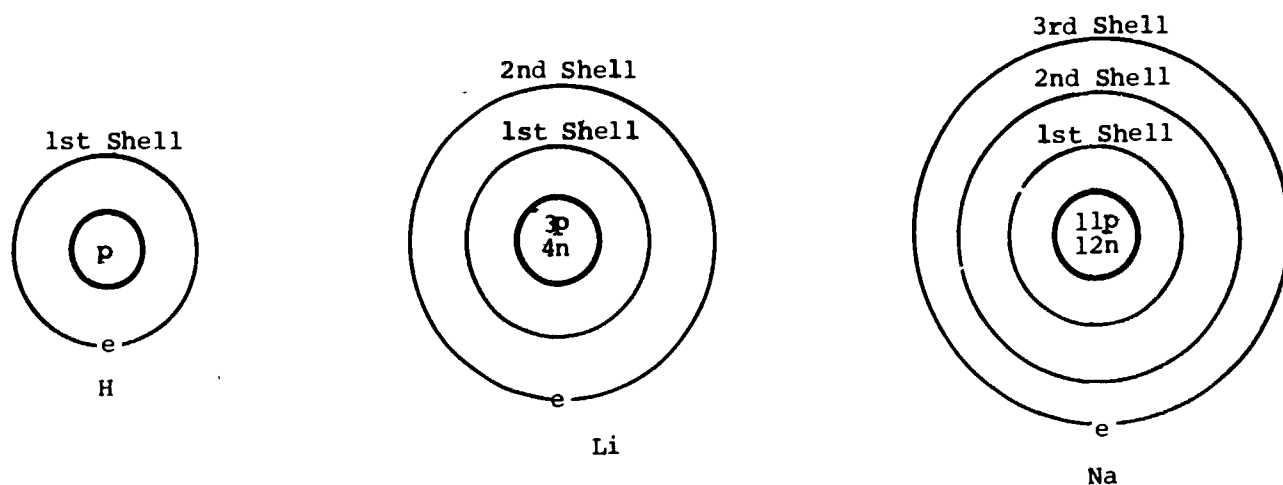 1st Shell
p
e
H
2nd Shell
1st Shell
3p
4n
e
Li
3rd Shell
2nd Shell
1st Shell
11p
12n
e
Na